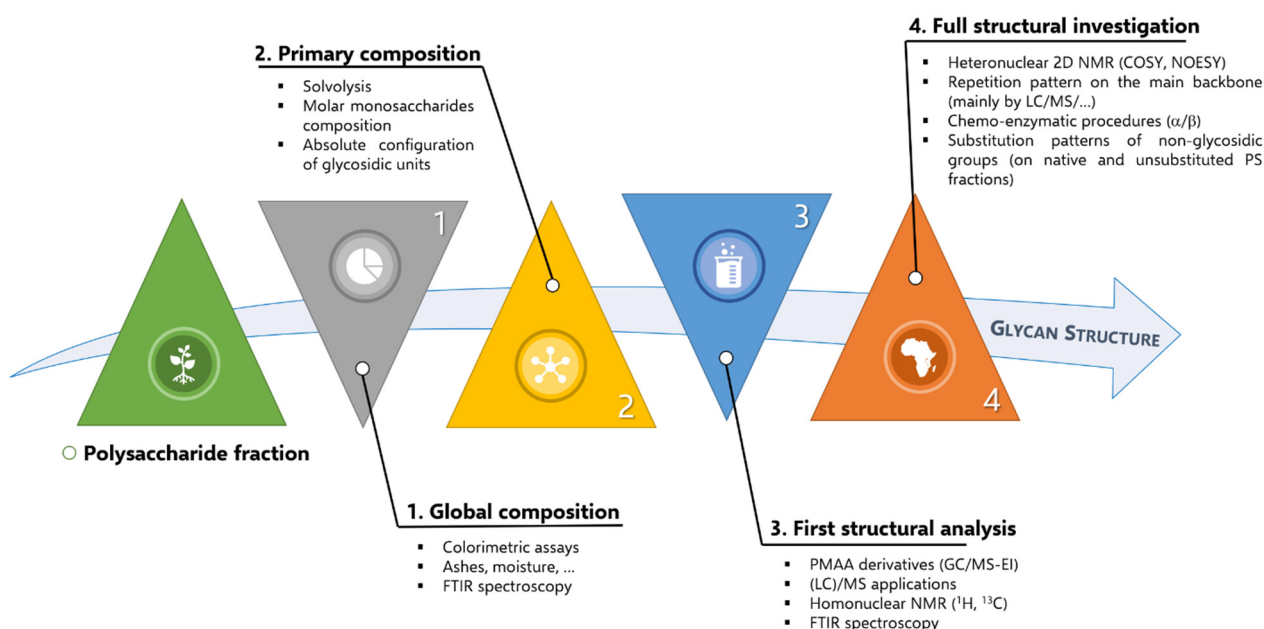 4. Full structural investigation
Heteronuclear 2D NMR (COSY, NOESY)
Repetition pattern on the main backbone
(mainly by LC/MS/...)
Chemo-enzymatic procedures (α/β)
Substitution patterns of non-glycosidic
groups (on native and unsubstituted PS
fractions)
2. Primary composition
Solvolysis
Molar monosaccharides
composition
Absolute configuration
of glycosidic units
1
2
3
4
GLYCAN STRUCTURE
Polysaccharide fraction
1. Global composition
Colorimetric assays
Ashes, moisture, ...
FTIR spectroscopy
3. First structural analysis
PMAA derivatives (GC/MS-EI)
(LC)/MS applications
Homonuclear NMR (¹H, ¹³C)
FTIR spectroscopy